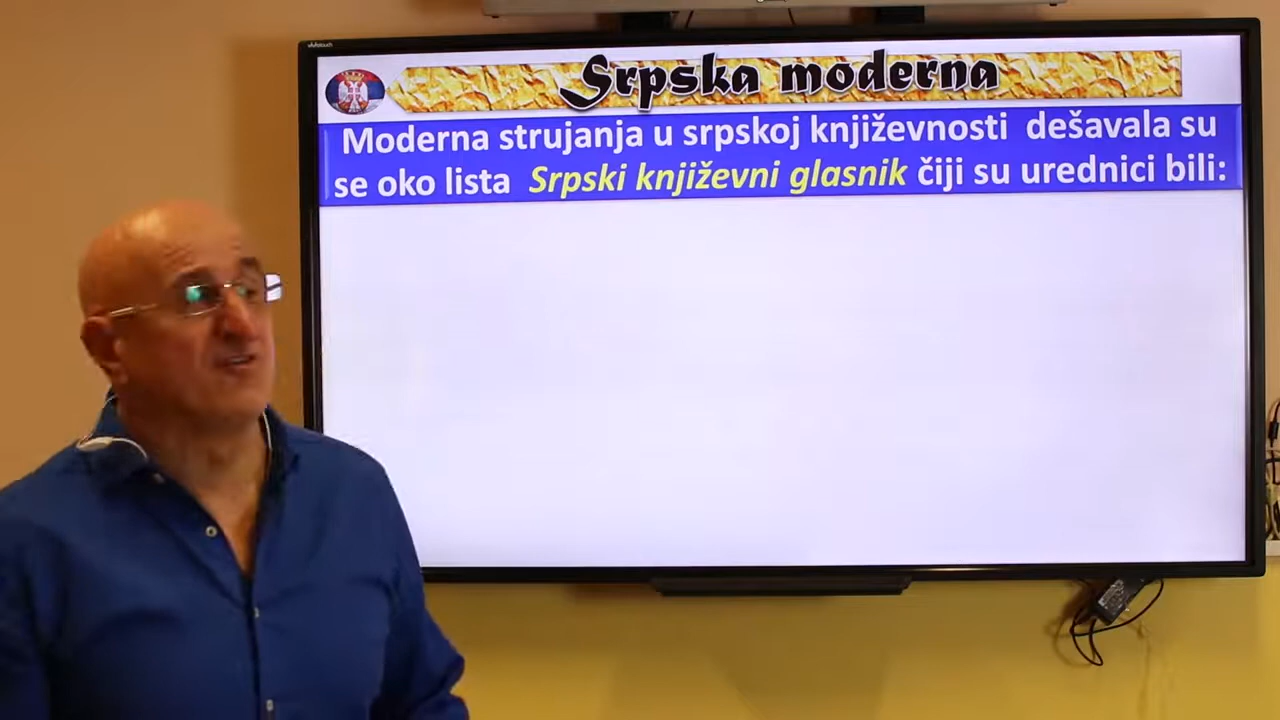 Srpska moderna
Moderna strujanja u srpskoj književnosti dešavala su
se oko lista Srpski književni glasnik čiji su urednici bili: